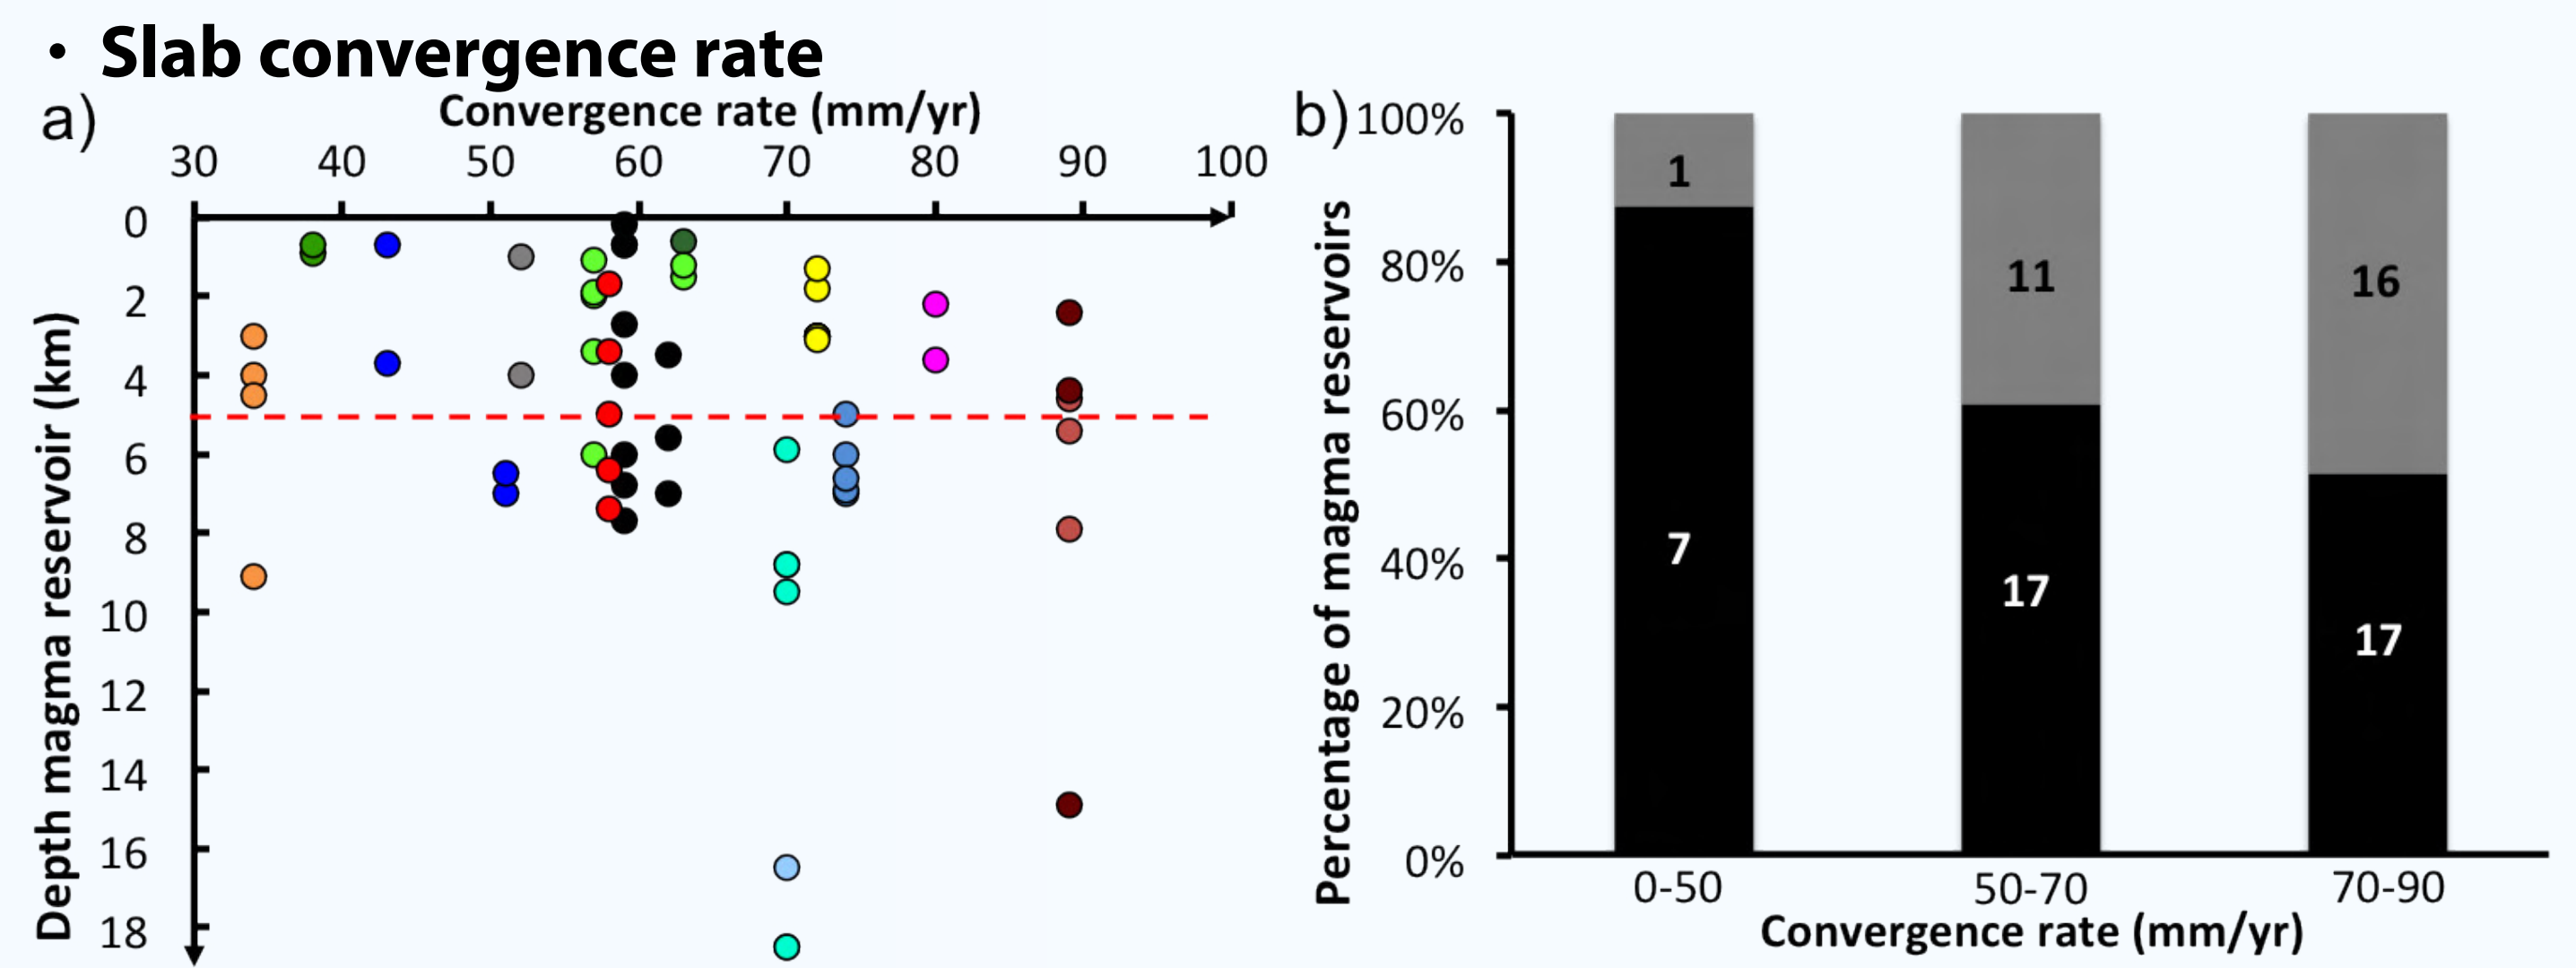 • Slab convergence rate
a)
Convergence rate (mm/yr)
30 40 50 60 70 80 90 100
Depth magma reservoir (km)
0
2
4
6
8
10
12
14
16
18
b)
Percentage of magma reservoirs
100%
80%
60%
40%
20%
0%
1
7
11
17
16
17
0-50 50-70 70-90
Convergence rate (mm/yr)